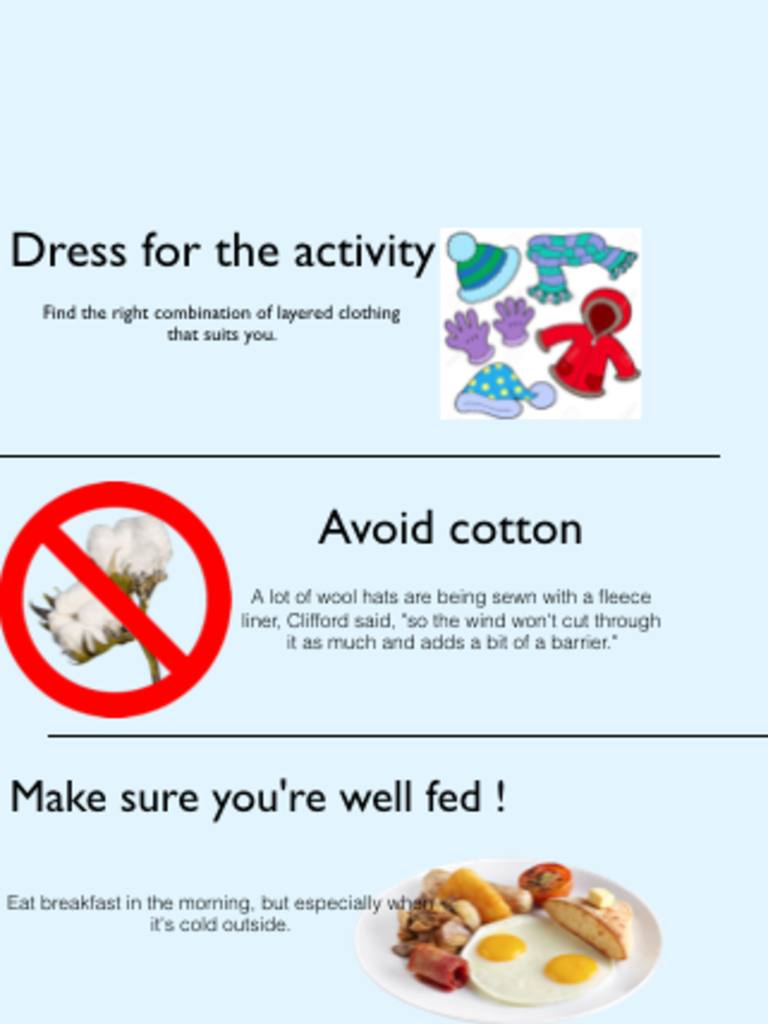 Dress for the activity
Find the right combination of layered clothing
that suits you.
Avoid cotton
A lot of wool hats are being sewn with a fleece
liner, Clifford said, "so the wind won't cut through
it as much and adds a bit of a barrier."
Make sure you're well fed !
Eat breakfast in the morning, but especially when
it's cold outside.